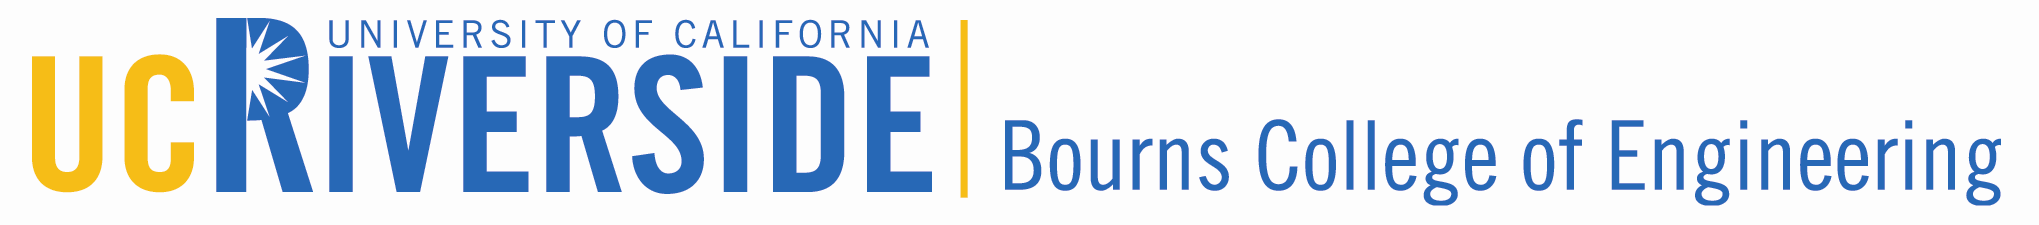 UNIVERSITY OF CALIFORNIA
UCRIVERSIDE
Bourns College of Engineering